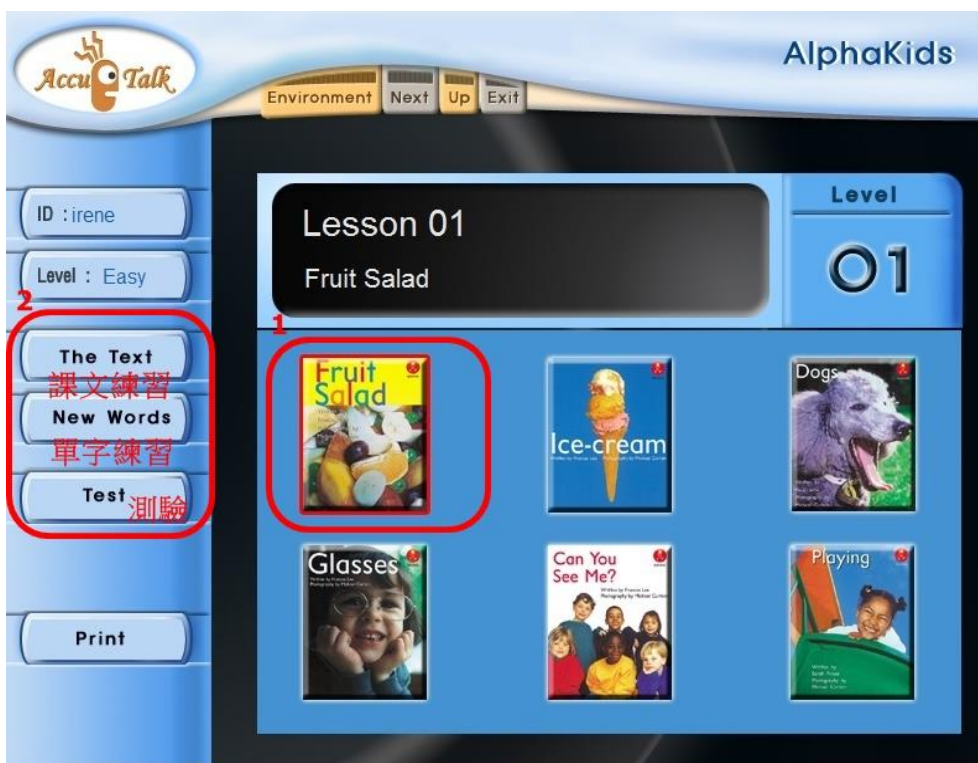 Accu Talk
AlphaKids
Environment Next Up Exit
ID : irene
Level : Easy
2
The Text
課文練習
New Words
單字練習
Test
測驗
Print
Lesson 01
Fruit Salad
Level
01
1
Fruit
Salad
Ice-cream
Dogs
Glasses
Can You
See Me?
Playing